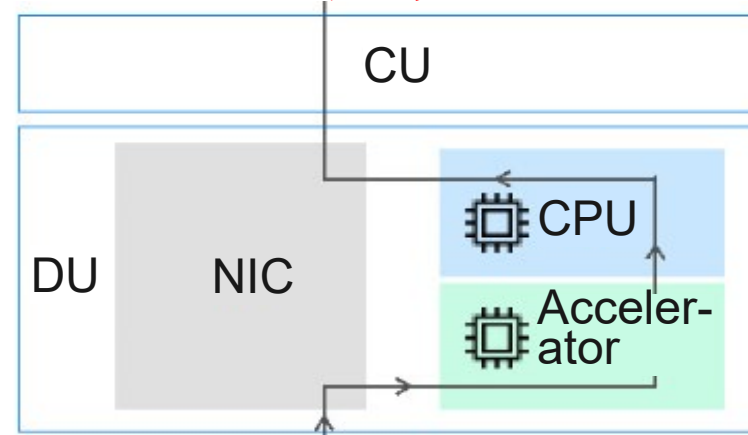 CU
DU
NIC
CPU
Acceler-
ator